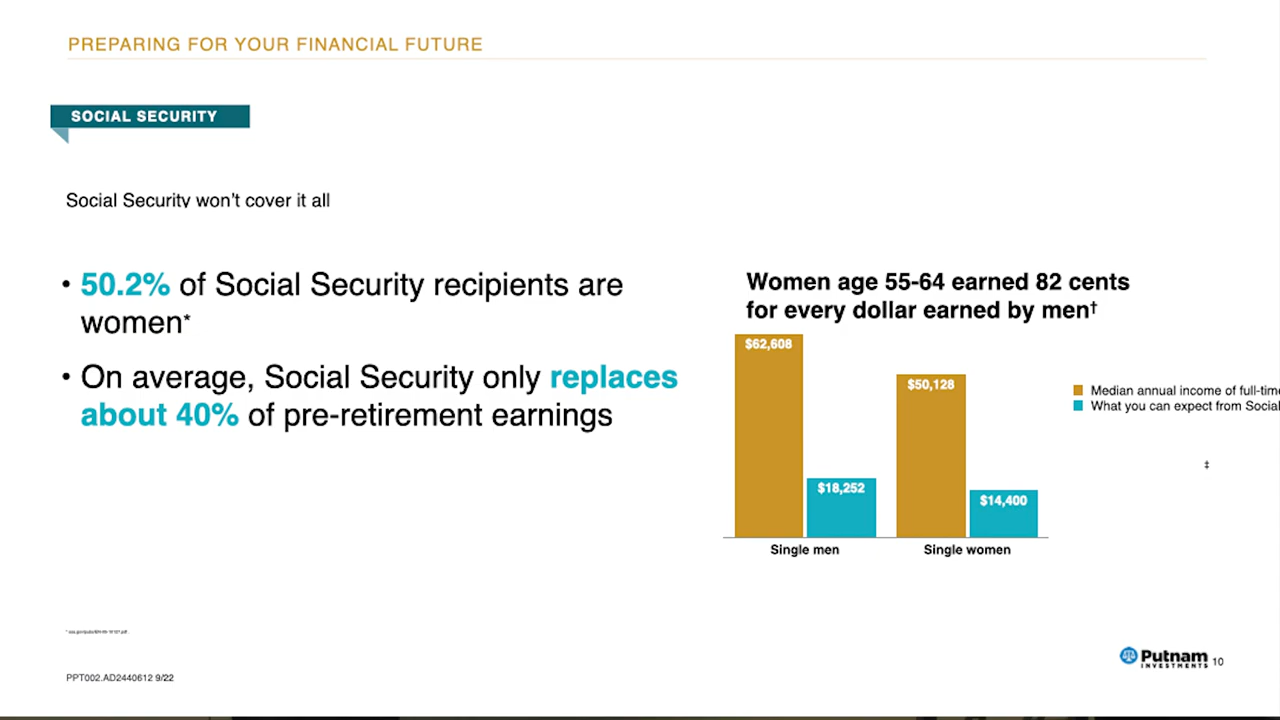 PREPARING FOR YOUR FINANCIAL FUTURE
SOCIAL SECURITY
Social Security won't cover it all
• 50.2% of Social Security recipients are
women*
• On average, Social Security only replaces
about 40% of pre-retirement earnings
Women age 55-64 earned 82 cents
for every dollar earned by men†
$62,608
$18,252
$50,128
$14,400
Single men
Single women
Median annual income of full-time
What you can expect from Social
‡
PPT002.AD2440612 9/22
Putnam
INVESTMENTS
10